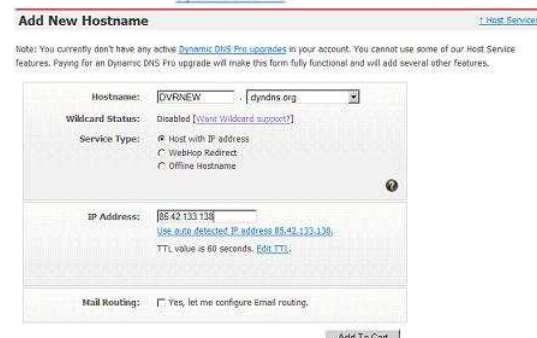 Add New Hostname
↑ Host Services
Note: You currently don't have any active Dynamic DNS Pro upgrades in your account. You cannot use some of our Host Service
features. Paying for an Dynamic DNS Pro upgrade will make this form fully functional and will add several other features.
Hostname: DVRNEW . dyndns.org
Wildcard Status: Disabled [Want Wildcard support?]
Service Type: Host with IP address
WebHop Redirect
Offline Hostname
IP Address: 86.42.133.138
Use auto detected IP address 85.42.133.138.
TTL value is 60 seconds. Edit TTL.
Mail Routing: Yes, let me configure Email routing.
Add To Cart